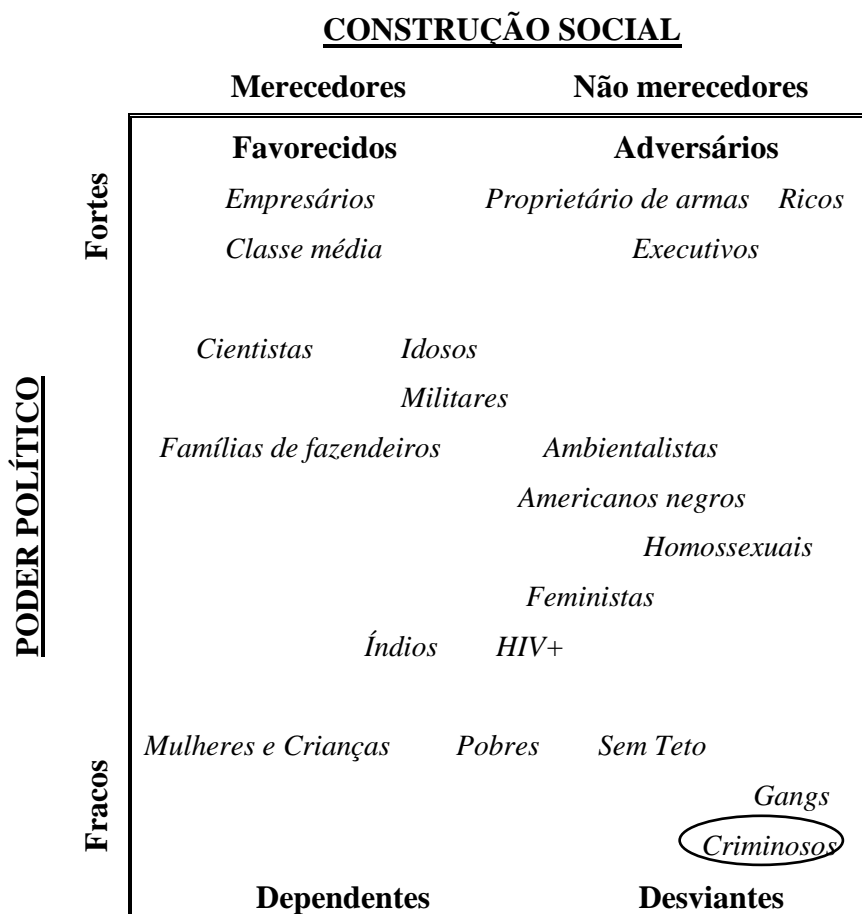 CONSTRUÇÃO SOCIAL
Merecedores Não merecedores
Favorecidos Adversários
Fortes
Empresários Proprietário de armas Ricos
Classe média Executivos
Cientistas Idosos
Militares
PODER POLÍTICO
Famílias de fazendeiros Ambientalistas
Americanos negros
Homossexuais
Feministas
Índios HIV+
Mulheres e Crianças Pobres Sem Teto
Fracos
Gangs
Criminosos
Dependentes Desviantes